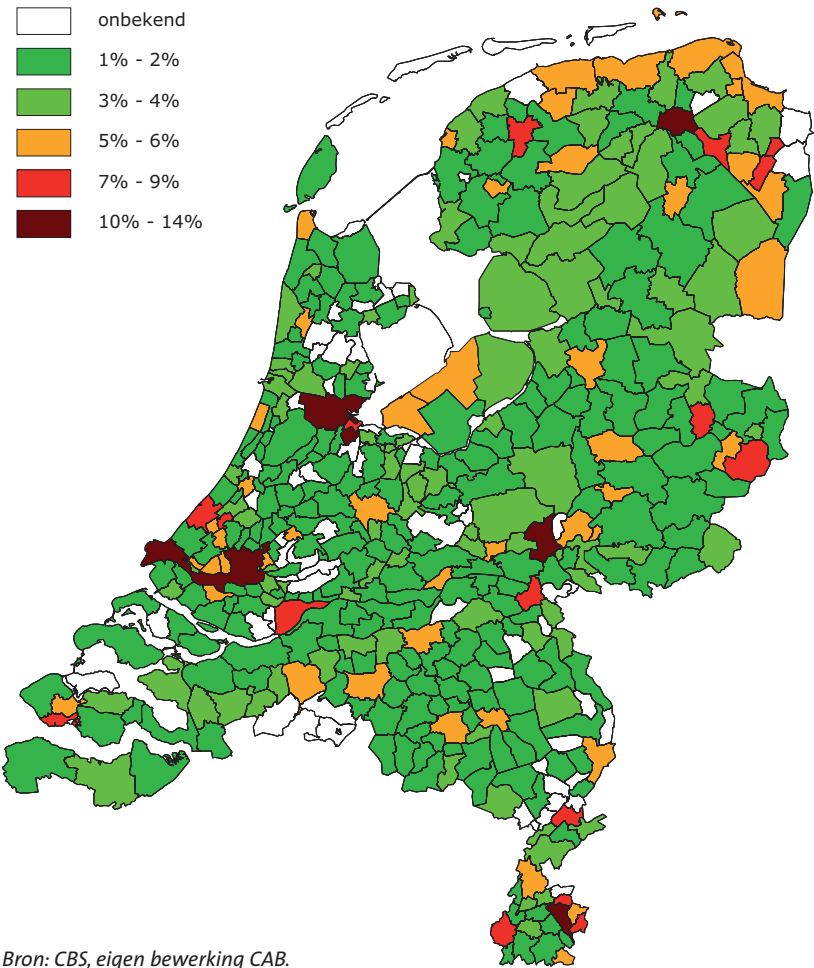 onbekend
1% - 2%
3% - 4%
5% - 6%
7% - 9%
10% - 14%
Bron: CBS, eigen bewerking CAB.